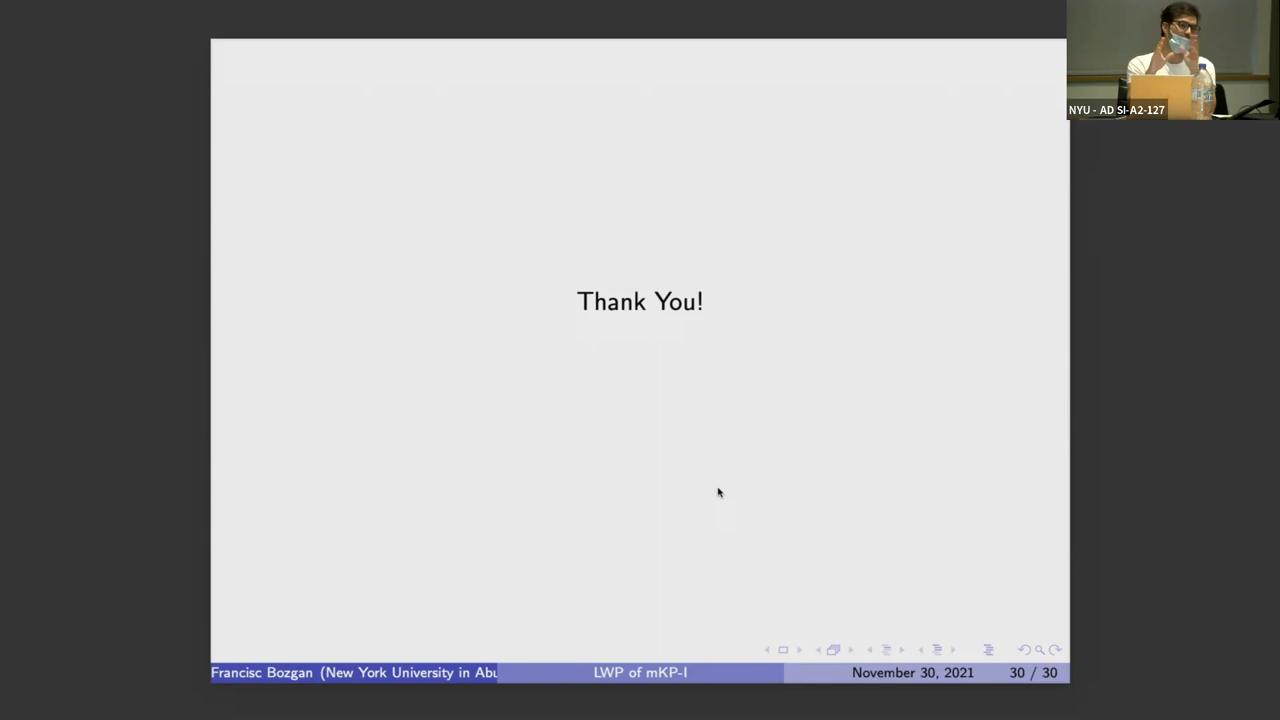 NYU - AD SI-A2-127
Thank You!
Francisc Bozgan (New York University in Abu
LWP of mKP-I
November 30, 2021
30 / 30